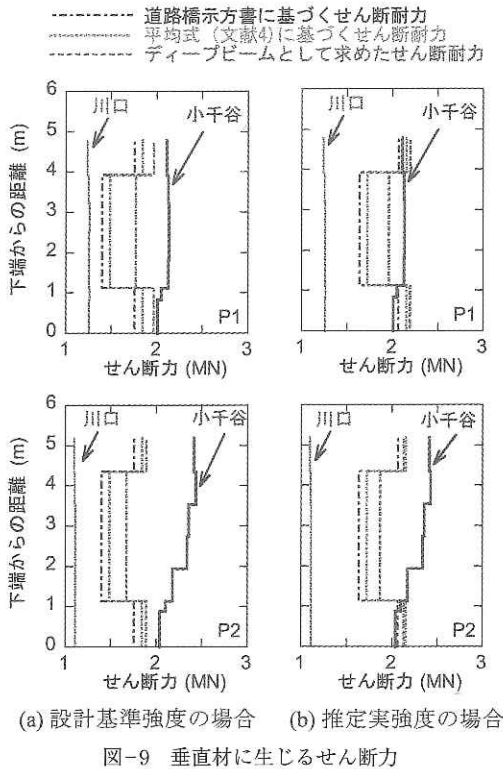 道路橋示方書に基づくせん断耐力
平均式 (文献4)に基づくせん断耐力
ディープビームとして求めたせん断耐力
下端からの距離 (m)
6
5
4
3
2
1
0
川口
小千谷
P1
1 2 3
せん断力 (MN)
川口
小千谷
P1
1 2 3
せん断力 (MN)
下端からの距離 (m)
6
5
4
3
2
1
0
川口
小千谷
P2
1 2 3
せん断力 (MN)
川口
小千谷
P2
1 2 3
せん断力 (MN)
(a) 設計基準強度の場合 (b) 推定実強度の場合
図-9 垂直材に生じるせん断力